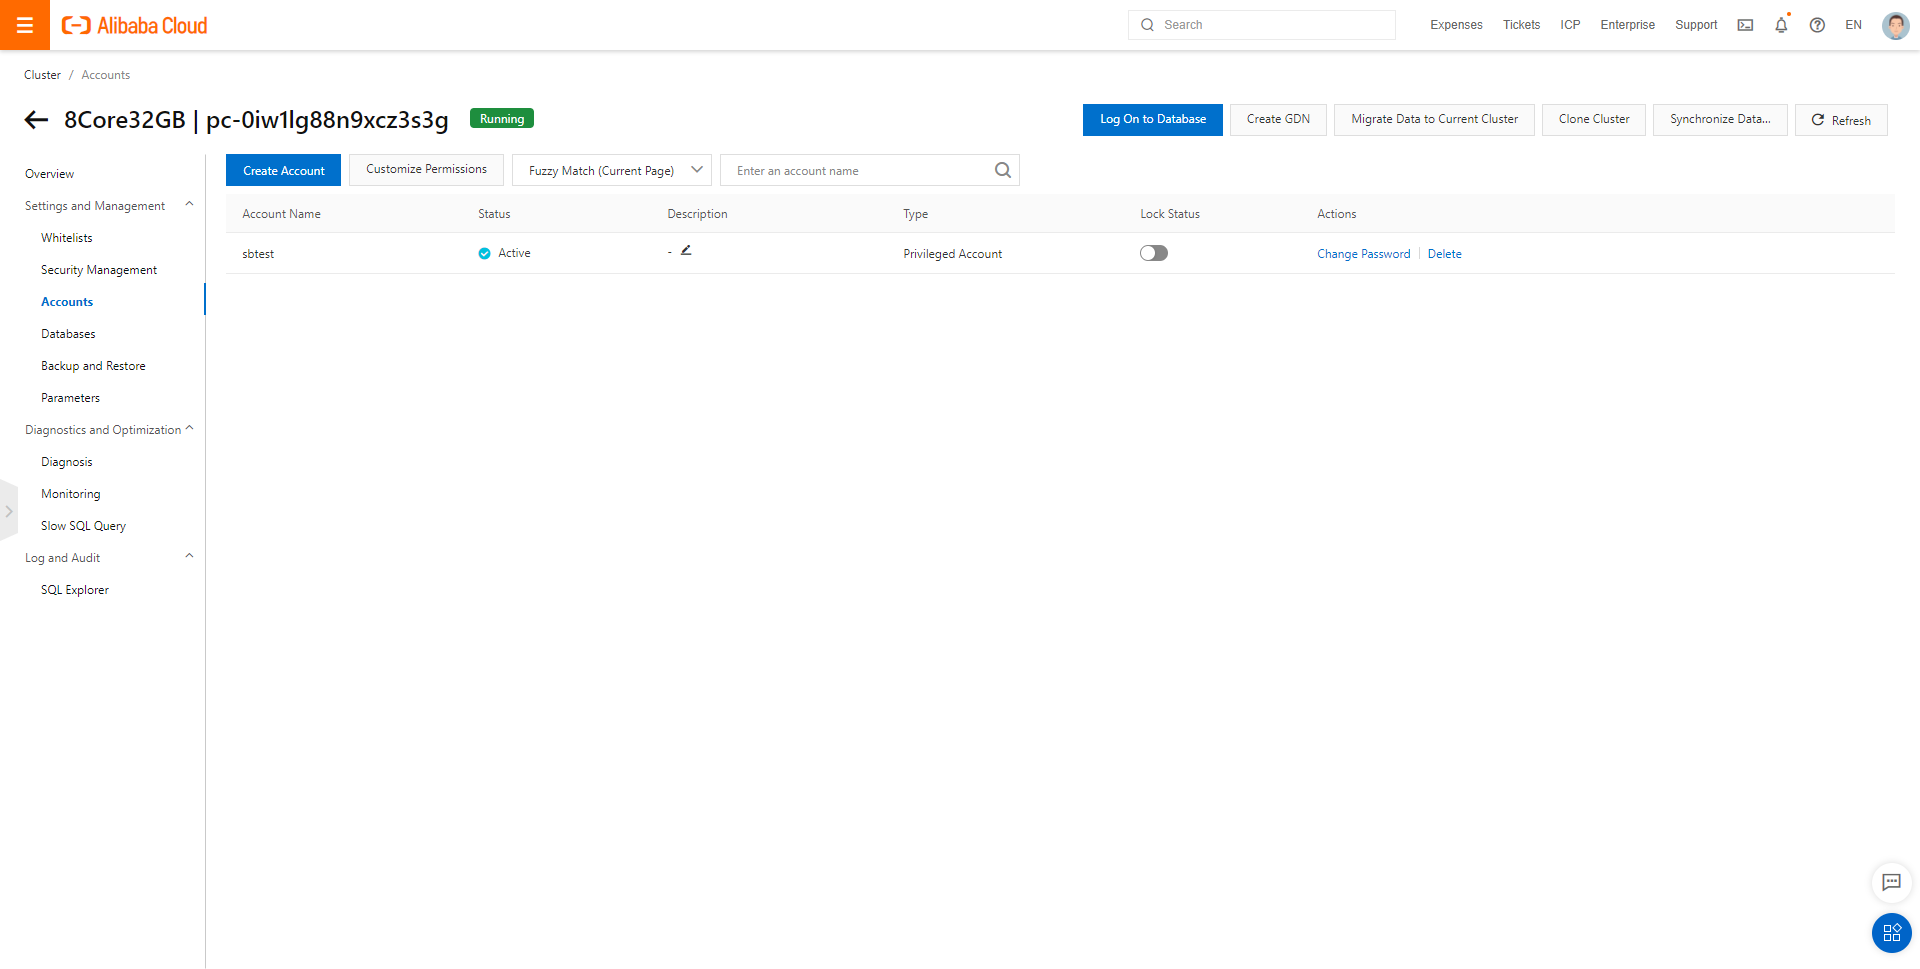 Alibaba Cloud
Search
Expenses
Tickets
ICP
Enterprise
Support
EN
Cluster / Accounts
8Core32GB | pc-0iw1lg88n9xcz3s3g
Running
Log On to Database
Create GDN
Migrate Data to Current Cluster
Clone Cluster
Synchronize Data...
Refresh
Overview
Settings and Management
Whitelists
Security Management
Accounts
Databases
Backup and Restore
Parameters
Diagnostics and Optimization
Diagnosis
Monitoring
Slow SQL Query
Log and Audit
SQL Explorer
Create Account
Customize Permissions
Fuzzy Match (Current Page)
Enter an account name
Account Name Status Description Type Lock Status Actions
sbtest Active - Privileged Account Change Password Delete